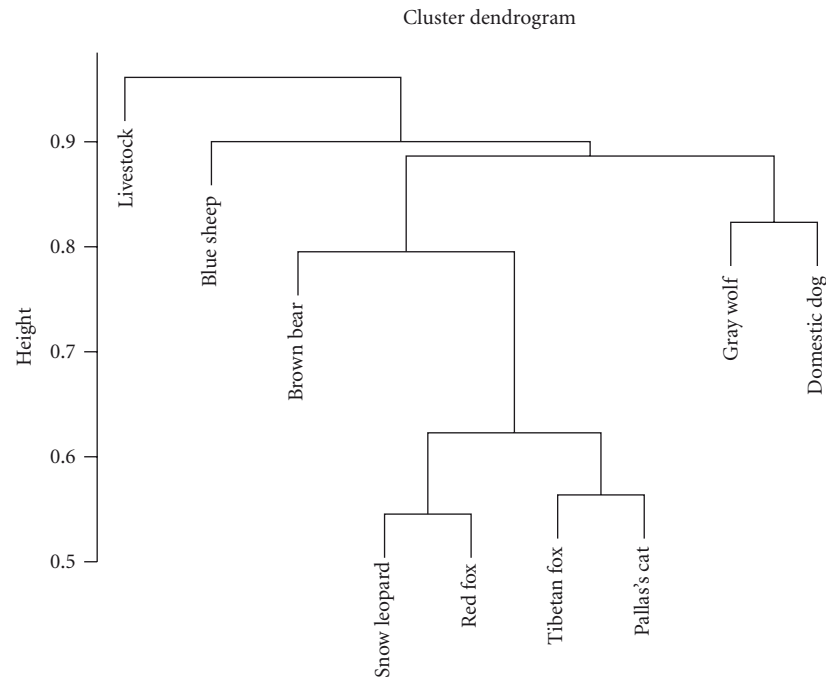 Cluster dendrogram
Height
0.9
0.8
0.7
0.6
0.5
Livestock
Blue sheep
Brown bear
Snow leopard
Red fox
Tibetan fox
Pallas's cat
Gray wolf
Domestic dog